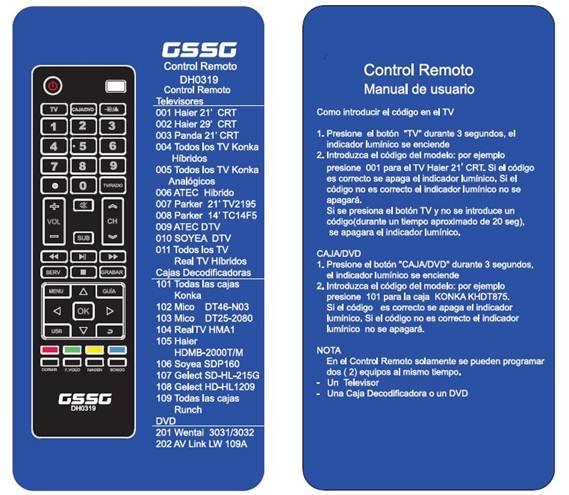 GSSG
Control Remoto
DH0319
Control Remoto
Televisores
001 Haier 21' CRT
002 Haier 29' CRT
003 Panda 21' CRT
004 Todos los TV Konka
Híbridos
005 Todos los TV Konka
Analógicos
006 ATEC Híbrido
007 Parker 21' TV2195
008 Parker 14' TC14F5
009 ATEC DTV
010 SOYEA DTV
011 Todos los TV
Real TV Híbridos
Cajas Decodificadoras
101 Todas las cajas
Konka
102 Mico DT46-N03
103 Mico DT25-2080
104 RealTV HMA1
105 Haier
HDMB-2000T/M
106 Soyea SDP160
107 Gelect SD-HL-215G
108 Gelect HD-HL1209
109 Todas las cajas
Runch
DVD
201 Wentai 3031/3032
202 AV Link LW 109A
TV CAJA/DVD
1 2 3
4 5 6
7 8 9
0 TV/RADIO
+ +
VOL CH
SUB
SERV GRABAR
MENU GUÍA
OK
USB
DORMIR F.VIDEO IMAGEN SONIDO
GSSG
DH0319
Control Remoto
Manual de usuario
Como introducir el código en el TV
1. Presione el botón "TV" durante 3 segundos, el
indicador lumínico se enciende
2. Introduzca el código del modelo: por ejemplo
presione 001 para el TV Haier 21' CRT. Si el código
es correcto se apaga el indicador lumínico. Si el
código no es correcto el indicador lumínico no se
apagará.
Si se presiona el botón TV y no se introduce un
código(durante un tiempo aproximado de 20 seg),
se apagara el indicador lumínico.
CAJA/DVD
1. Presione el botón "CAJA/DVD" durante 3 segundos,
el indicador lumínico se enciende
2. Introduzca el código del modelo: por ejemplo
presione 101 para la caja KONKA KHDT875.
Si el código es correcto se apaga el indicador
lumínico. Si el código no es correcto el indicador
lumínico no se apagará.
NOTA
En el Control Remoto solamente se pueden programar
dos ( 2) equipos al mismo tiempo.
- Un Televisor
- Una Caja Decodificadora o un DVD